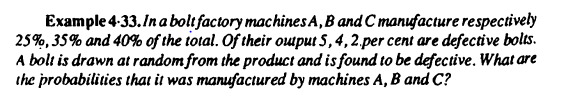 Example 4·33. In a bolt factory machines A, B and C manufacture respectively
25%, 35% and 40% of the total. Of their output 5, 4, 2 per cent are defective bolts.
A bolt is drawn at random from the product and is found to be defective. What are
the probabilities that it was manufactured by machines A, B and C?